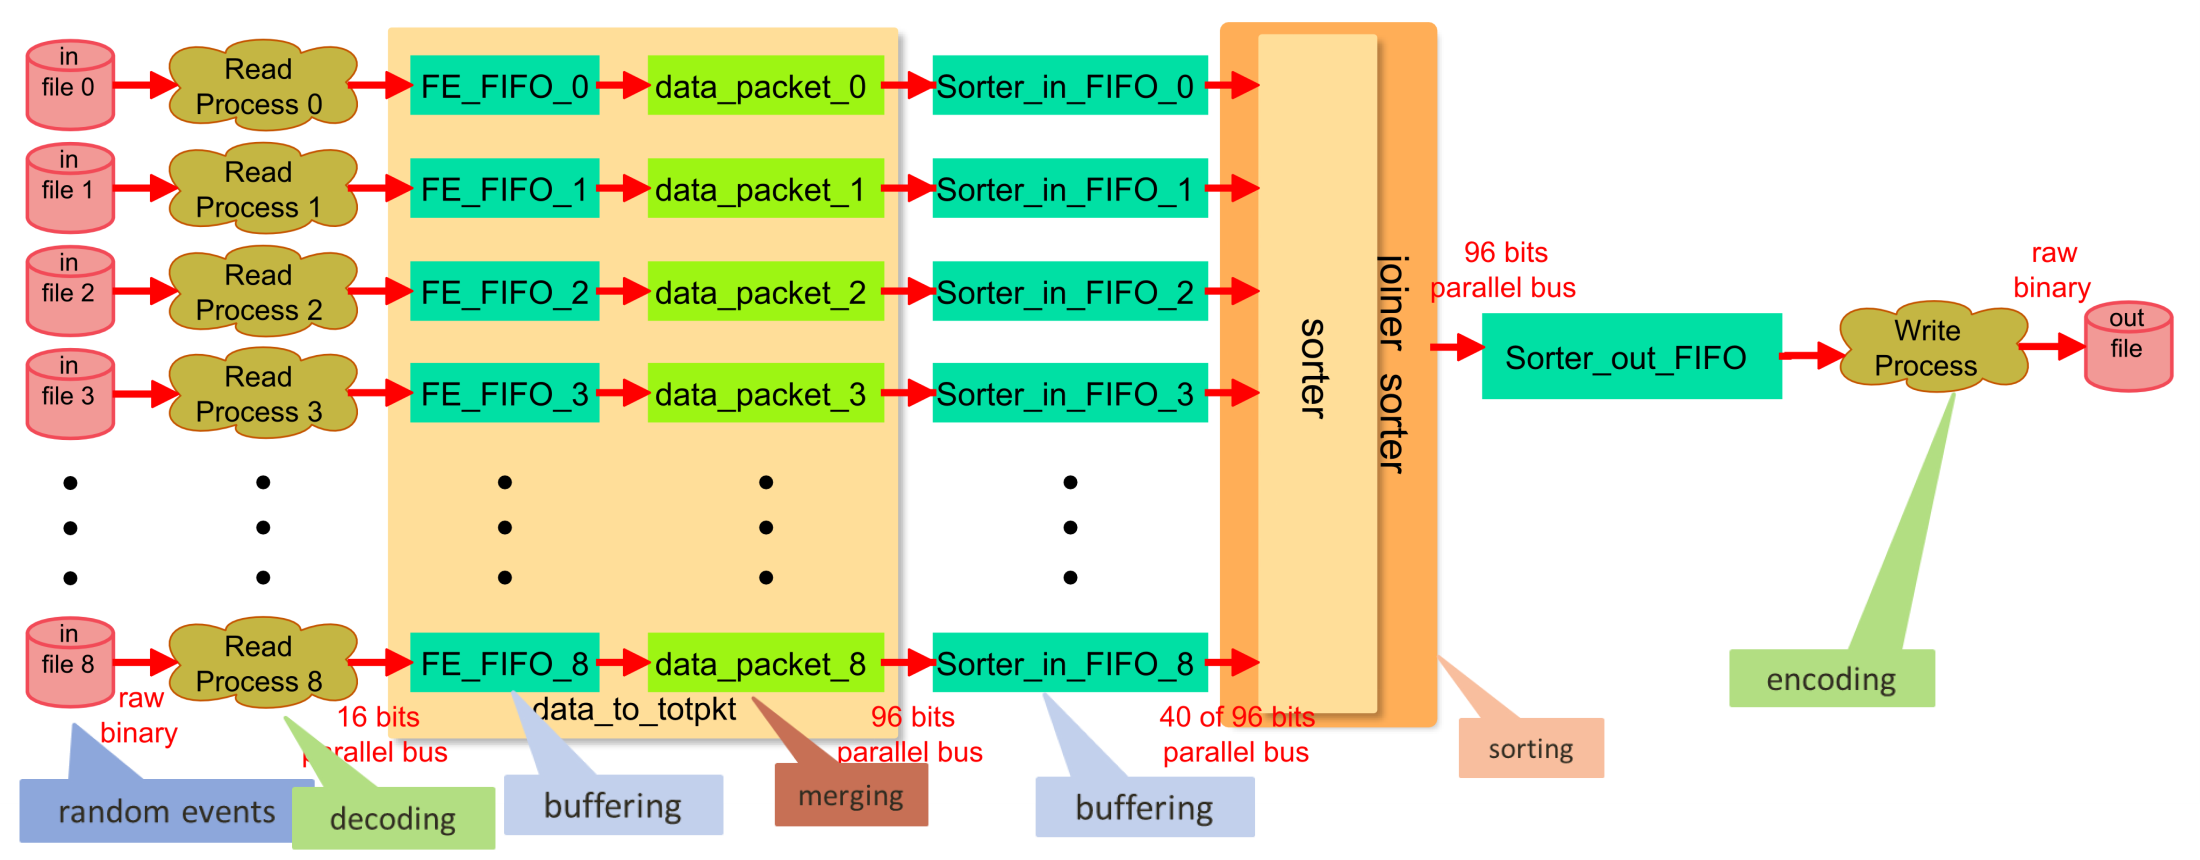 in
file 0
Read
Process 0
FE_FIFO_0
data_packet_0
Sorter_in_FIFO_0
in
file 1
Read
Process 1
FE_FIFO_1
data_packet_1
Sorter_in_FIFO_1
in
file 2
Read
Process 2
FE_FIFO_2
data_packet_2
Sorter_in_FIFO_2
in
file 3
Read
Process 3
FE_FIFO_3
data_packet_3
Sorter_in_FIFO_3
in
file 8
Read
Process 8
FE_FIFO_8
data_packet_8
Sorter_in_FIFO_8
raw
binary
16 bits
parallel bus
data_to_totpkt
96 bits
parallel bus
40 of 96 bits
parallel bus
sorter
joiner_sorter
96 bits
parallel bus
Sorter_out_FIFO
Write
Process
raw
binary
out
file
random events
decoding
buffering
merging
buffering
sorting
encoding